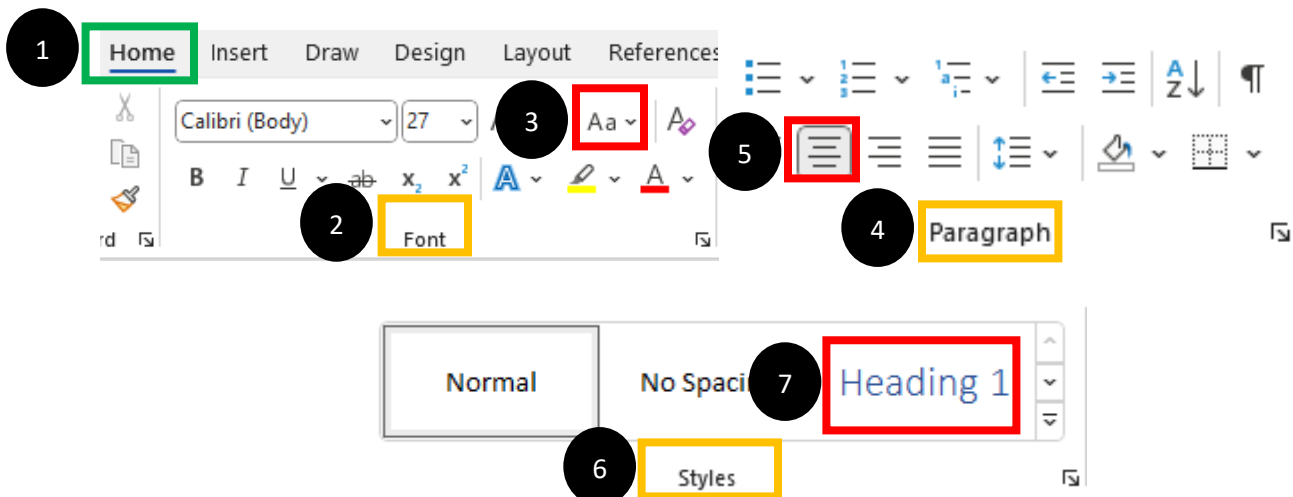 1 Home Insert Draw Design Layout References
Calibri (Body) 27 3 Aa A
B I U ab x₂ x² A A
2 Font
5
4 Paragraph
Normal No Spaci 7 Heading 1
6 Styles